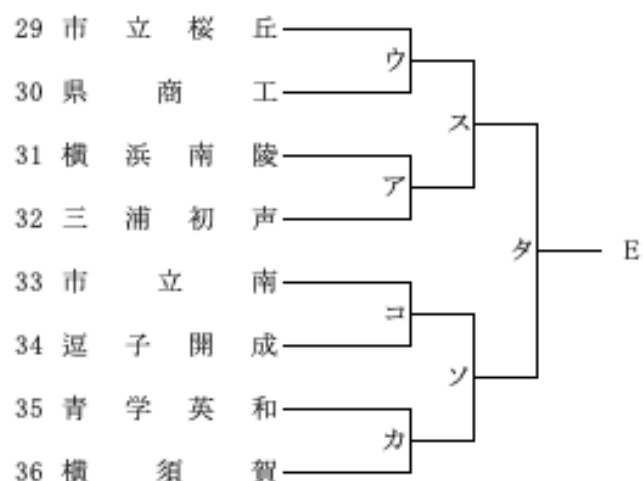 29 市立桜丘
ウ
30 県商工
ス
31 横浜南陵
ア
32 三浦初声
タ E
33 市立南
コ
34 逗子開成
ソ
35 青学英和
カ
36 横須賀